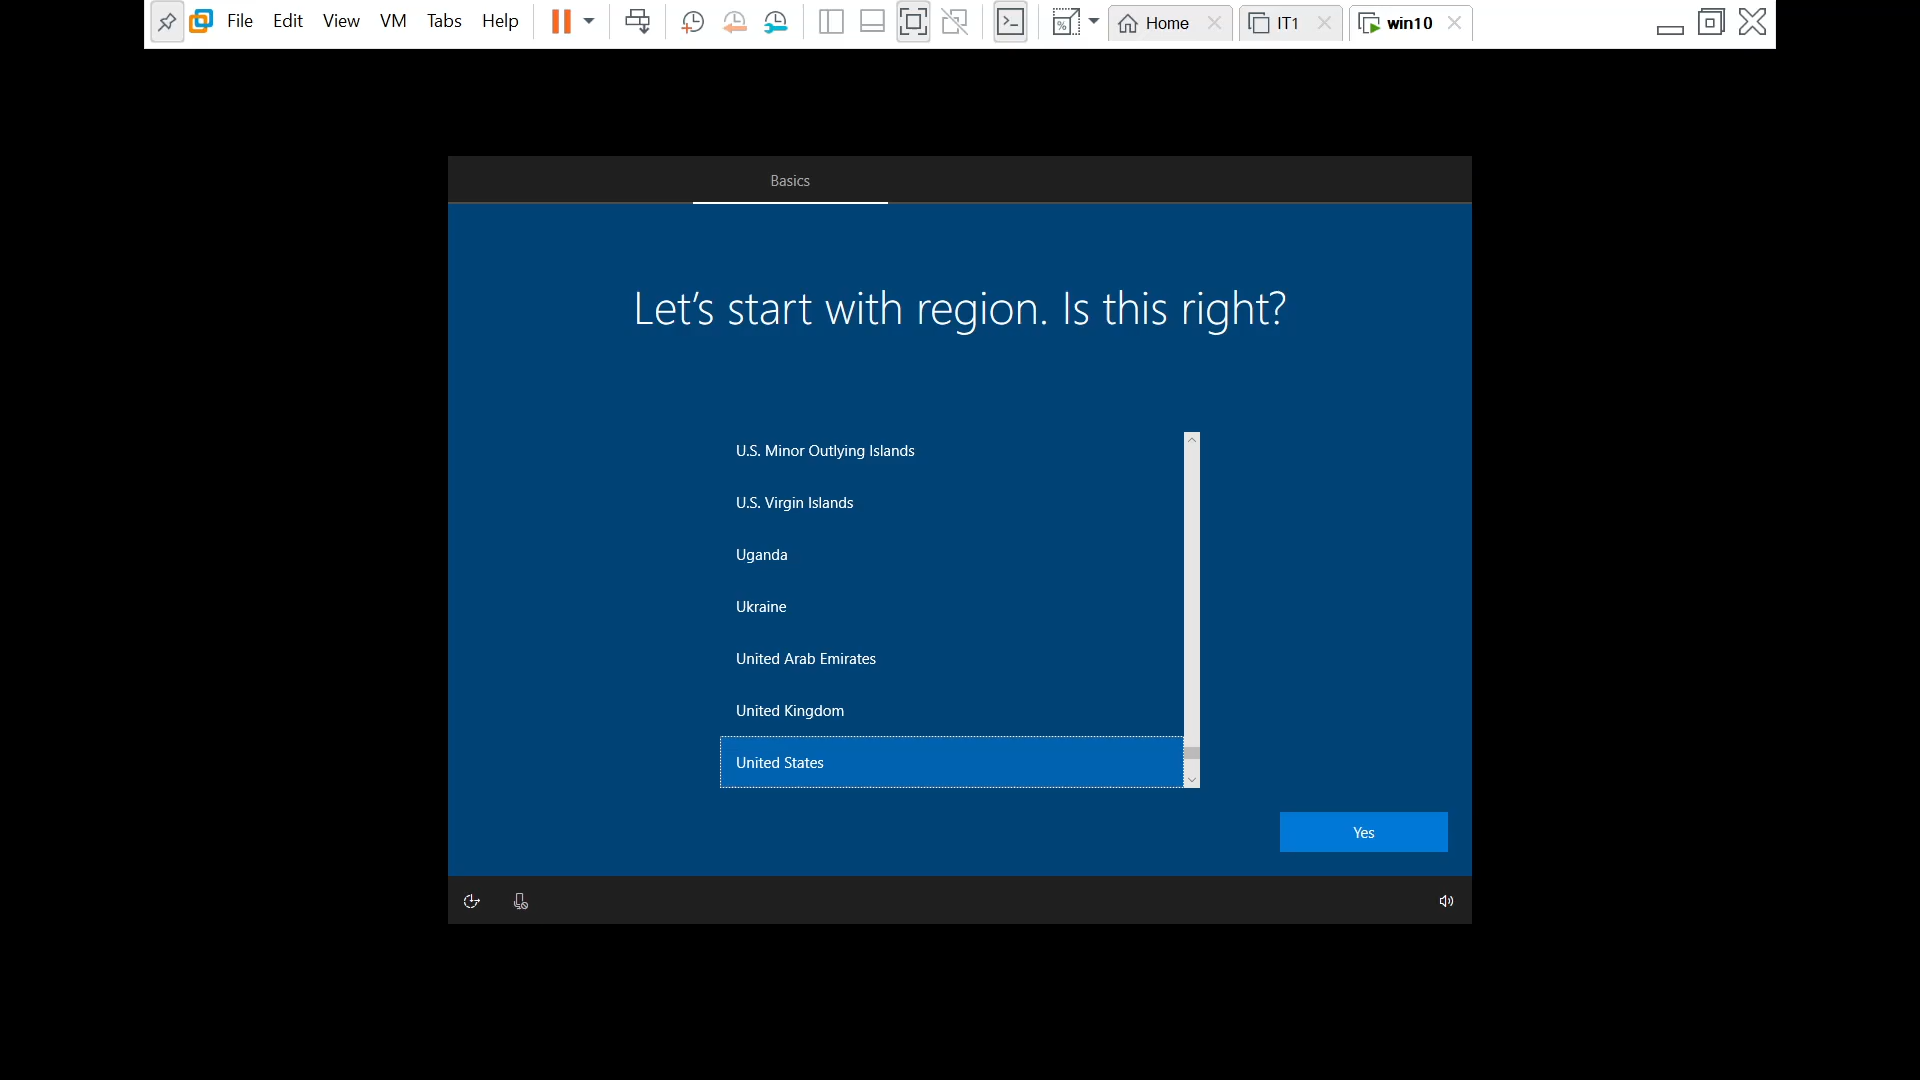 File Edit View VM Tabs Help Home IT1 win10
Basics
Let's start with region. Is this right?
U.S. Minor Outlying Islands
U.S. Virgin Islands
Uganda
Ukraine
United Arab Emirates
United Kingdom
United States
Yes